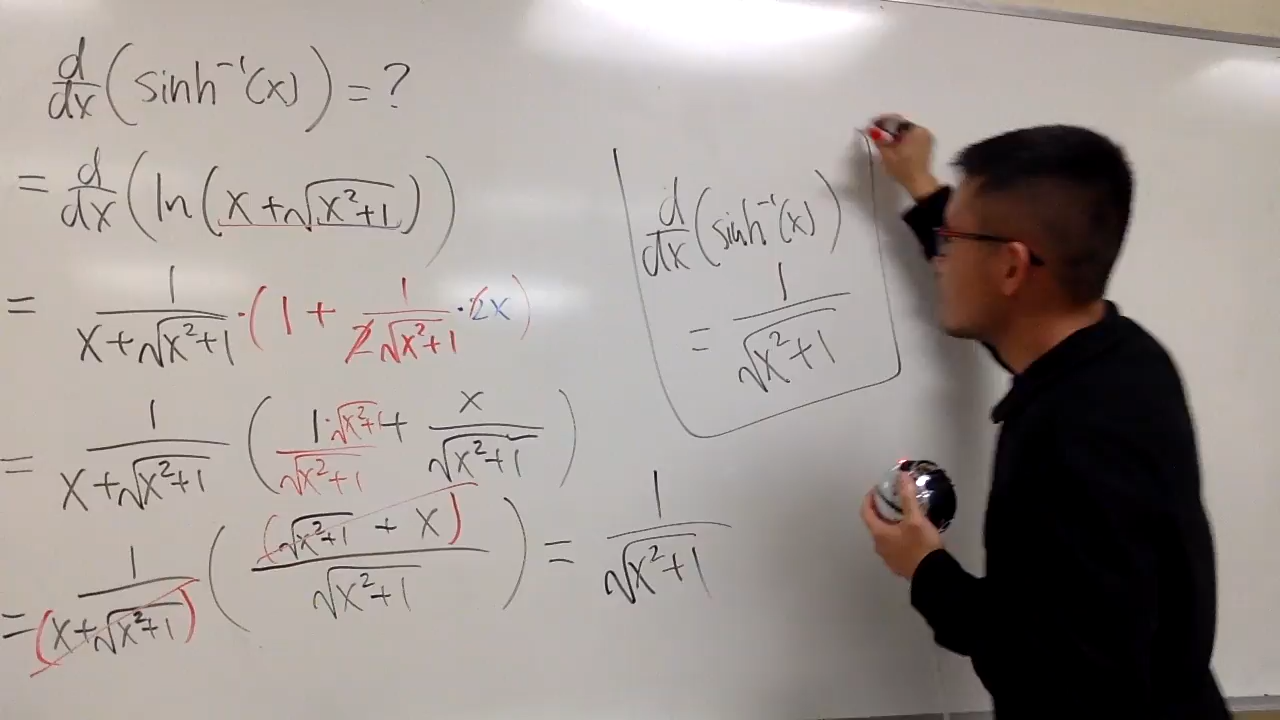 d/dx (sinh⁻¹(x)) = ?
= d/dx (ln(x+√(x²+1)))
= 1/(x+√(x²+1)) · (1 + 1/(2√(x²+1)) · 2x)
= 1/(x+√(x²+1)) (1·√(x²+1)/√(x²+1) + x/√(x²+1))
= 1/(x+√(x²+1)) ((√(x²+1) + x)/√(x²+1)) = 1/√(x²+1)
d/dx (sinh⁻¹(x))
= 1/√(x²+1)